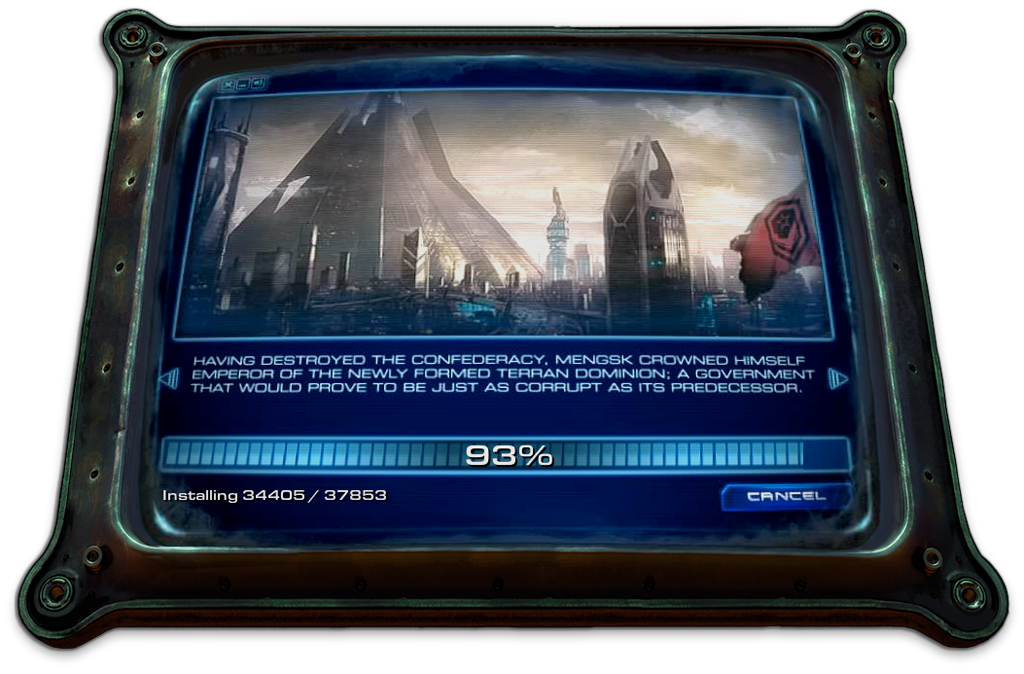 HAVING DESTROYED THE CONFEDERACY, MENGSK CROWNED HIMSELF
EMPEROR OF THE NEWLY FORMED TERRAN DOMINION; A GOVERNMENT
THAT WOULD PROVE TO BE JUST AS CORRUPT AS ITS PREDECESSOR.
93%
Installing 34405 / 37853
CANCEL